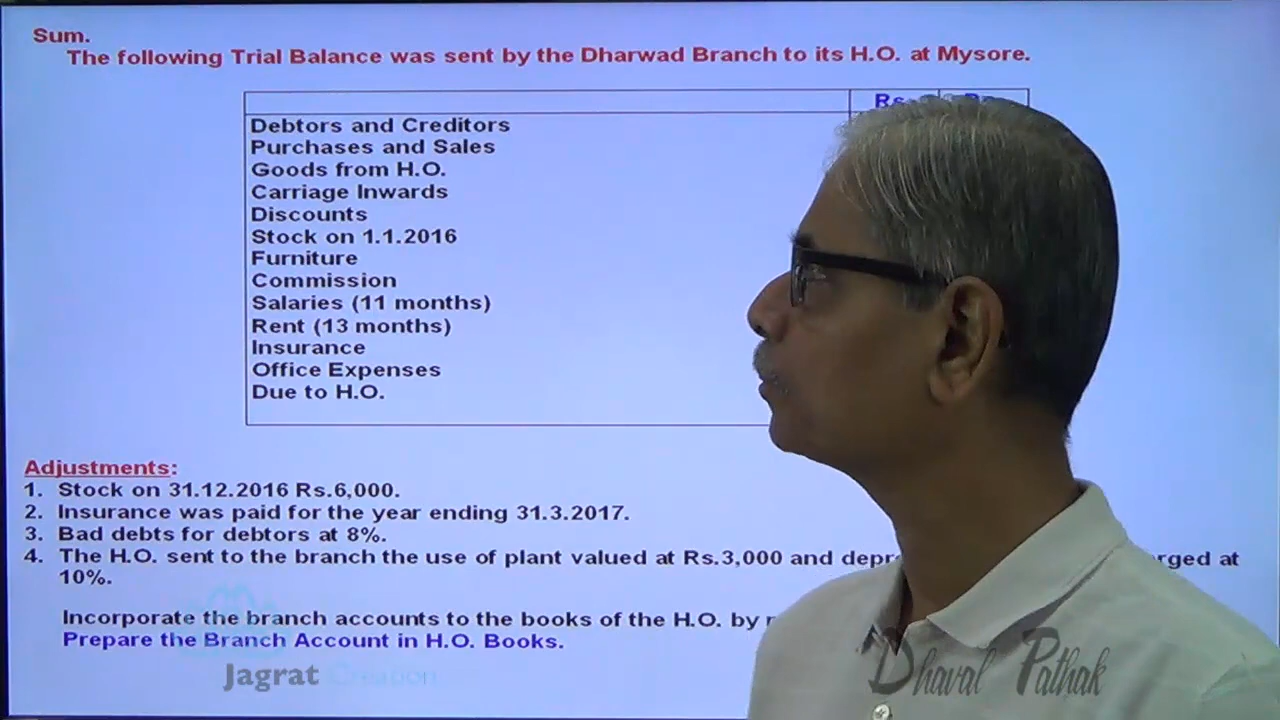 Sum.
The following Trial Balance was sent by the Dharwad Branch to its H.O. at Mysore.
Rs.
Debtors and Creditors
Purchases and Sales
Goods from H.O.
Carriage Inwards
Discounts
Stock on 1.1.2016
Furniture
Commission
Salaries (11 months)
Rent (13 months)
Insurance
Office Expenses
Due to H.O.
Adjustments:
1. Stock on 31.12.2016 Rs.6,000.
2. Insurance was paid for the year ending 31.3.2017.
3. Bad debts for debtors at 8%.
4. The H.O. sent to the branch the use of plant valued at Rs.3,000 and depr rged at
10%.
Incorporate the branch accounts to the books of the H.O. by
Prepare the Branch Account in H.O. Books.
Jagrat Creation
Dhaval Pathak